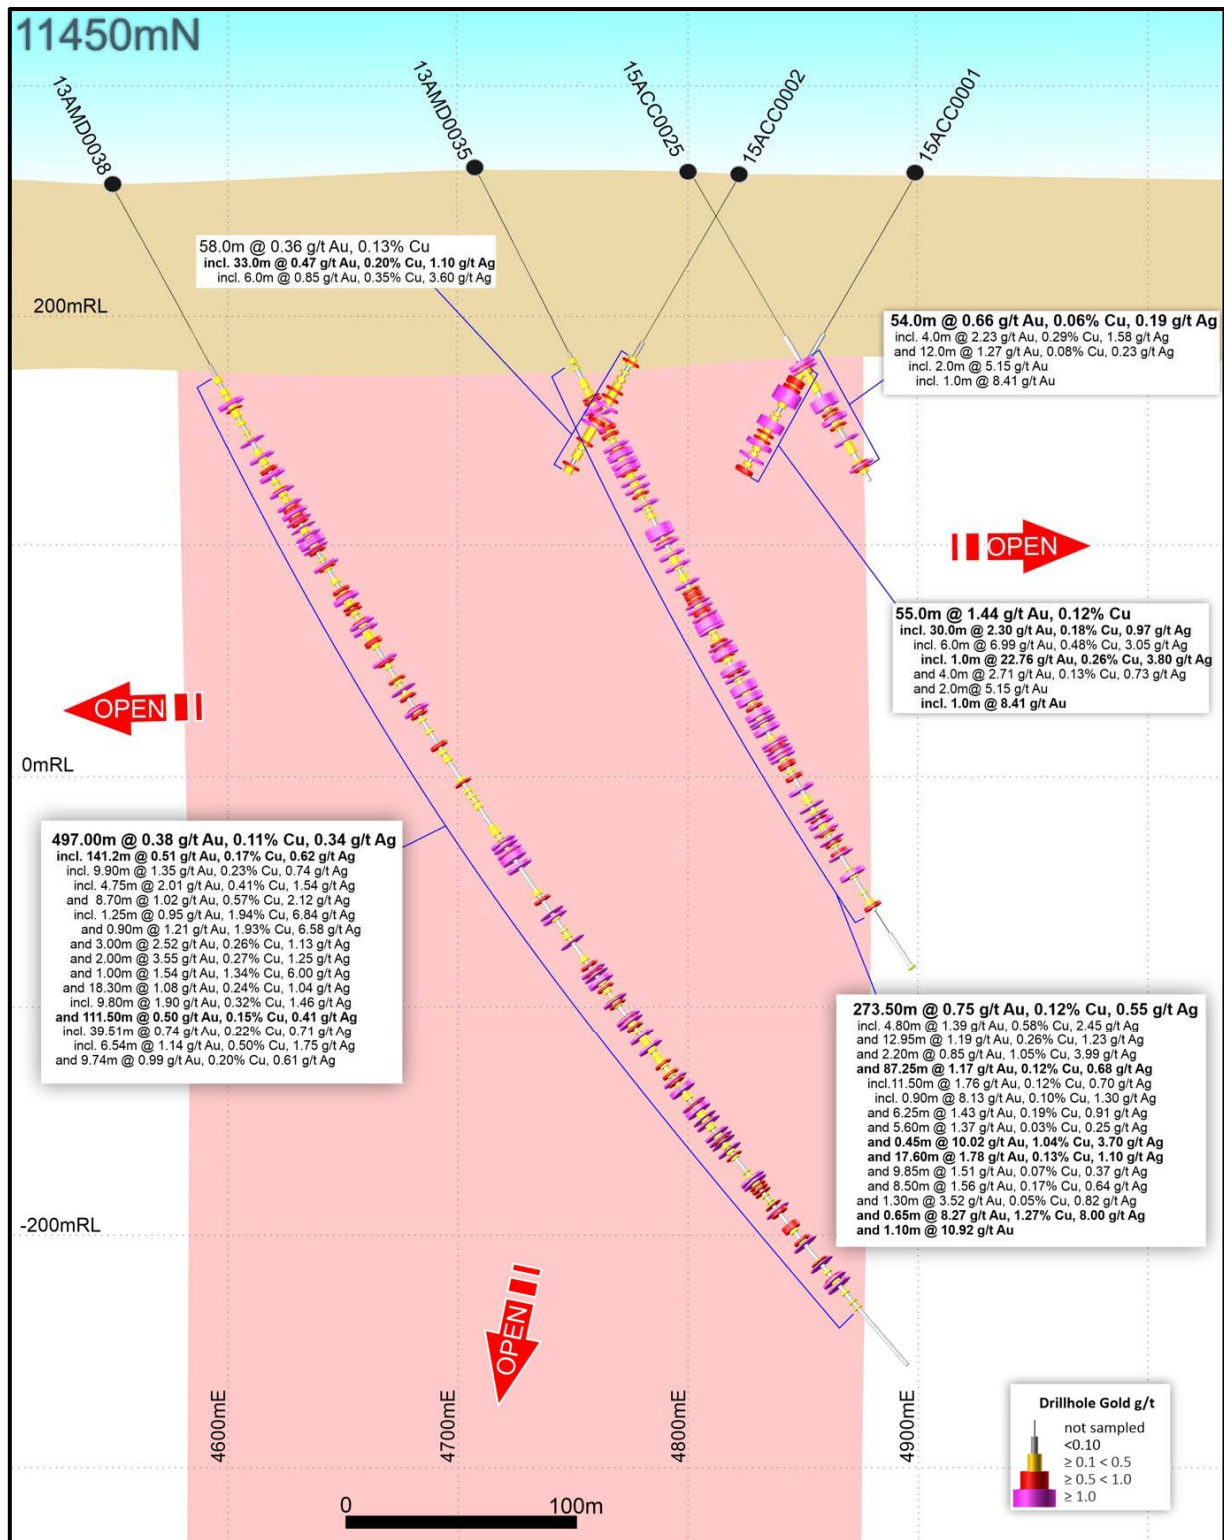 11450mN
13AMD0038
13AMD0035
15ACC0025
15ACC0002
15ACC0001
58.0m @ 0.36 g/t Au, 0.13% Cu
incl. 33.0m @ 0.47 g/t Au, 0.20% Cu, 1.10 g/t Ag
incl. 6.0m @ 0.85 g/t Au, 0.35% Cu, 3.60 g/t Ag
200mRL
54.0m @ 0.66 g/t Au, 0.06% Cu, 0.19 g/t Ag
incl. 4.0m @ 2.23 g/t Au, 0.29% Cu, 1.58 g/t Ag
and 12.0m @ 1.27 g/t Au, 0.08% Cu, 0.23 g/t Ag
incl. 2.0m @ 5.15 g/t Au
incl. 1.0m @ 8.41 g/t Au
OPEN
55.0m @ 1.44 g/t Au, 0.12% Cu
incl. 30.0m @ 2.30 g/t Au, 0.18% Cu, 0.97 g/t Ag
incl. 6.0m @ 6.99 g/t Au, 0.48% Cu, 3.05 g/t Ag
incl. 1.0m @ 22.76 g/t Au, 0.26% Cu, 3.80 g/t Ag
and 4.0m @ 2.71 g/t Au, 0.13% Cu, 0.73 g/t Ag
and 2.0m@ 5.15 g/t Au
incl. 1.0m @ 8.41 g/t Au
OPEN
0mRL
497.00m @ 0.38 g/t Au, 0.11% Cu, 0.34 g/t Ag
incl. 141.2m @ 0.51 g/t Au, 0.17% Cu, 0.62 g/t Ag
incl. 9.90m @ 1.35 g/t Au, 0.23% Cu, 0.74 g/t Ag
incl. 4.75m @ 2.01 g/t Au, 0.41% Cu, 1.54 g/t Ag
and 8.70m @ 1.02 g/t Au, 0.57% Cu, 2.12 g/t Ag
incl. 1.25m @ 0.95 g/t Au, 1.94% Cu, 6.84 g/t Ag
and 0.90m @ 1.21 g/t Au, 1.93% Cu, 6.58 g/t Ag
and 3.00m @ 2.52 g/t Au, 0.26% Cu, 1.13 g/t Ag
and 2.00m @ 3.55 g/t Au, 0.27% Cu, 1.25 g/t Ag
and 1.00m @ 1.54 g/t Au, 1.34% Cu, 6.00 g/t Ag
and 18.30m @ 1.08 g/t Au, 0.24% Cu, 1.04 g/t Ag
incl. 9.80m @ 1.90 g/t Au, 0.32% Cu, 1.46 g/t Ag
and 111.50m @ 0.50 g/t Au, 0.15% Cu, 0.41 g/t Ag
incl. 39.51m @ 0.74 g/t Au, 0.22% Cu, 0.71 g/t Ag
incl. 6.54m @ 1.14 g/t Au, 0.50% Cu, 1.75 g/t Ag
and 9.74m @ 0.99 g/t Au, 0.20% Cu, 0.61 g/t Ag
273.50m @ 0.75 g/t Au, 0.12% Cu, 0.55 g/t Ag
incl. 4.80m @ 1.39 g/t Au, 0.58% Cu, 2.45 g/t Ag
and 12.95m @ 1.19 g/t Au, 0.26% Cu, 1.23 g/t Ag
and 2.20m @ 0.85 g/t Au, 1.05% Cu, 3.99 g/t Ag
and 87.25m @ 1.17 g/t Au, 0.12% Cu, 0.68 g/t Ag
incl.11.50m @ 1.76 g/t Au, 0.12% Cu, 0.70 g/t Ag
incl. 0.90m @ 8.13 g/t Au, 0.10% Cu, 1.30 g/t Ag
and 6.25m @ 1.43 g/t Au, 0.19% Cu, 0.91 g/t Ag
and 5.60m @ 1.37 g/t Au, 0.03% Cu, 0.25 g/t Ag
and 0.45m @ 10.02 g/t Au, 1.04% Cu, 3.70 g/t Ag
and 17.60m @ 1.78 g/t Au, 0.13% Cu, 1.10 g/t Ag
and 9.85m @ 1.51 g/t Au, 0.07% Cu, 0.37 g/t Ag
and 8.50m @ 1.56 g/t Au, 0.17% Cu, 0.64 g/t Ag
and 1.30m @ 3.52 g/t Au, 0.05% Cu, 0.82 g/t Ag
and 0.65m @ 8.27 g/t Au, 1.27% Cu, 8.00 g/t Ag
and 1.10m @ 10.92 g/t Au
-200mRL
OPEN
4600mE
4700mE
4800mE
4900mE
Drillhole Gold g/t
not sampled
<0.10
≥ 0.1 < 0.5
≥ 0.5 < 1.0
≥ 1.0
0
100m